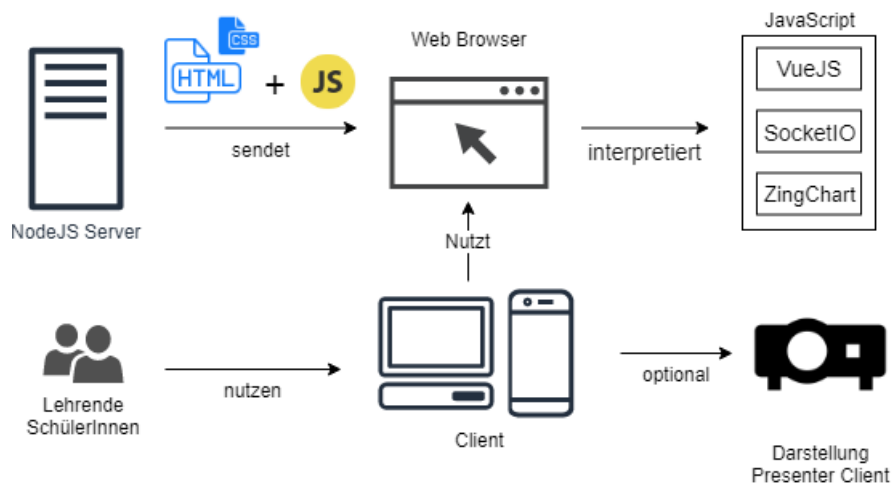 JavaScript
CSS
Web Browser
HTML
+
JS
VueJS
SocketIO
ZingChart
sendet
interpretiert
NodeJS Server
Nutzt
nutzen
optional
Lehrende
SchülerInnen
Client
Darstellung
Presenter Client